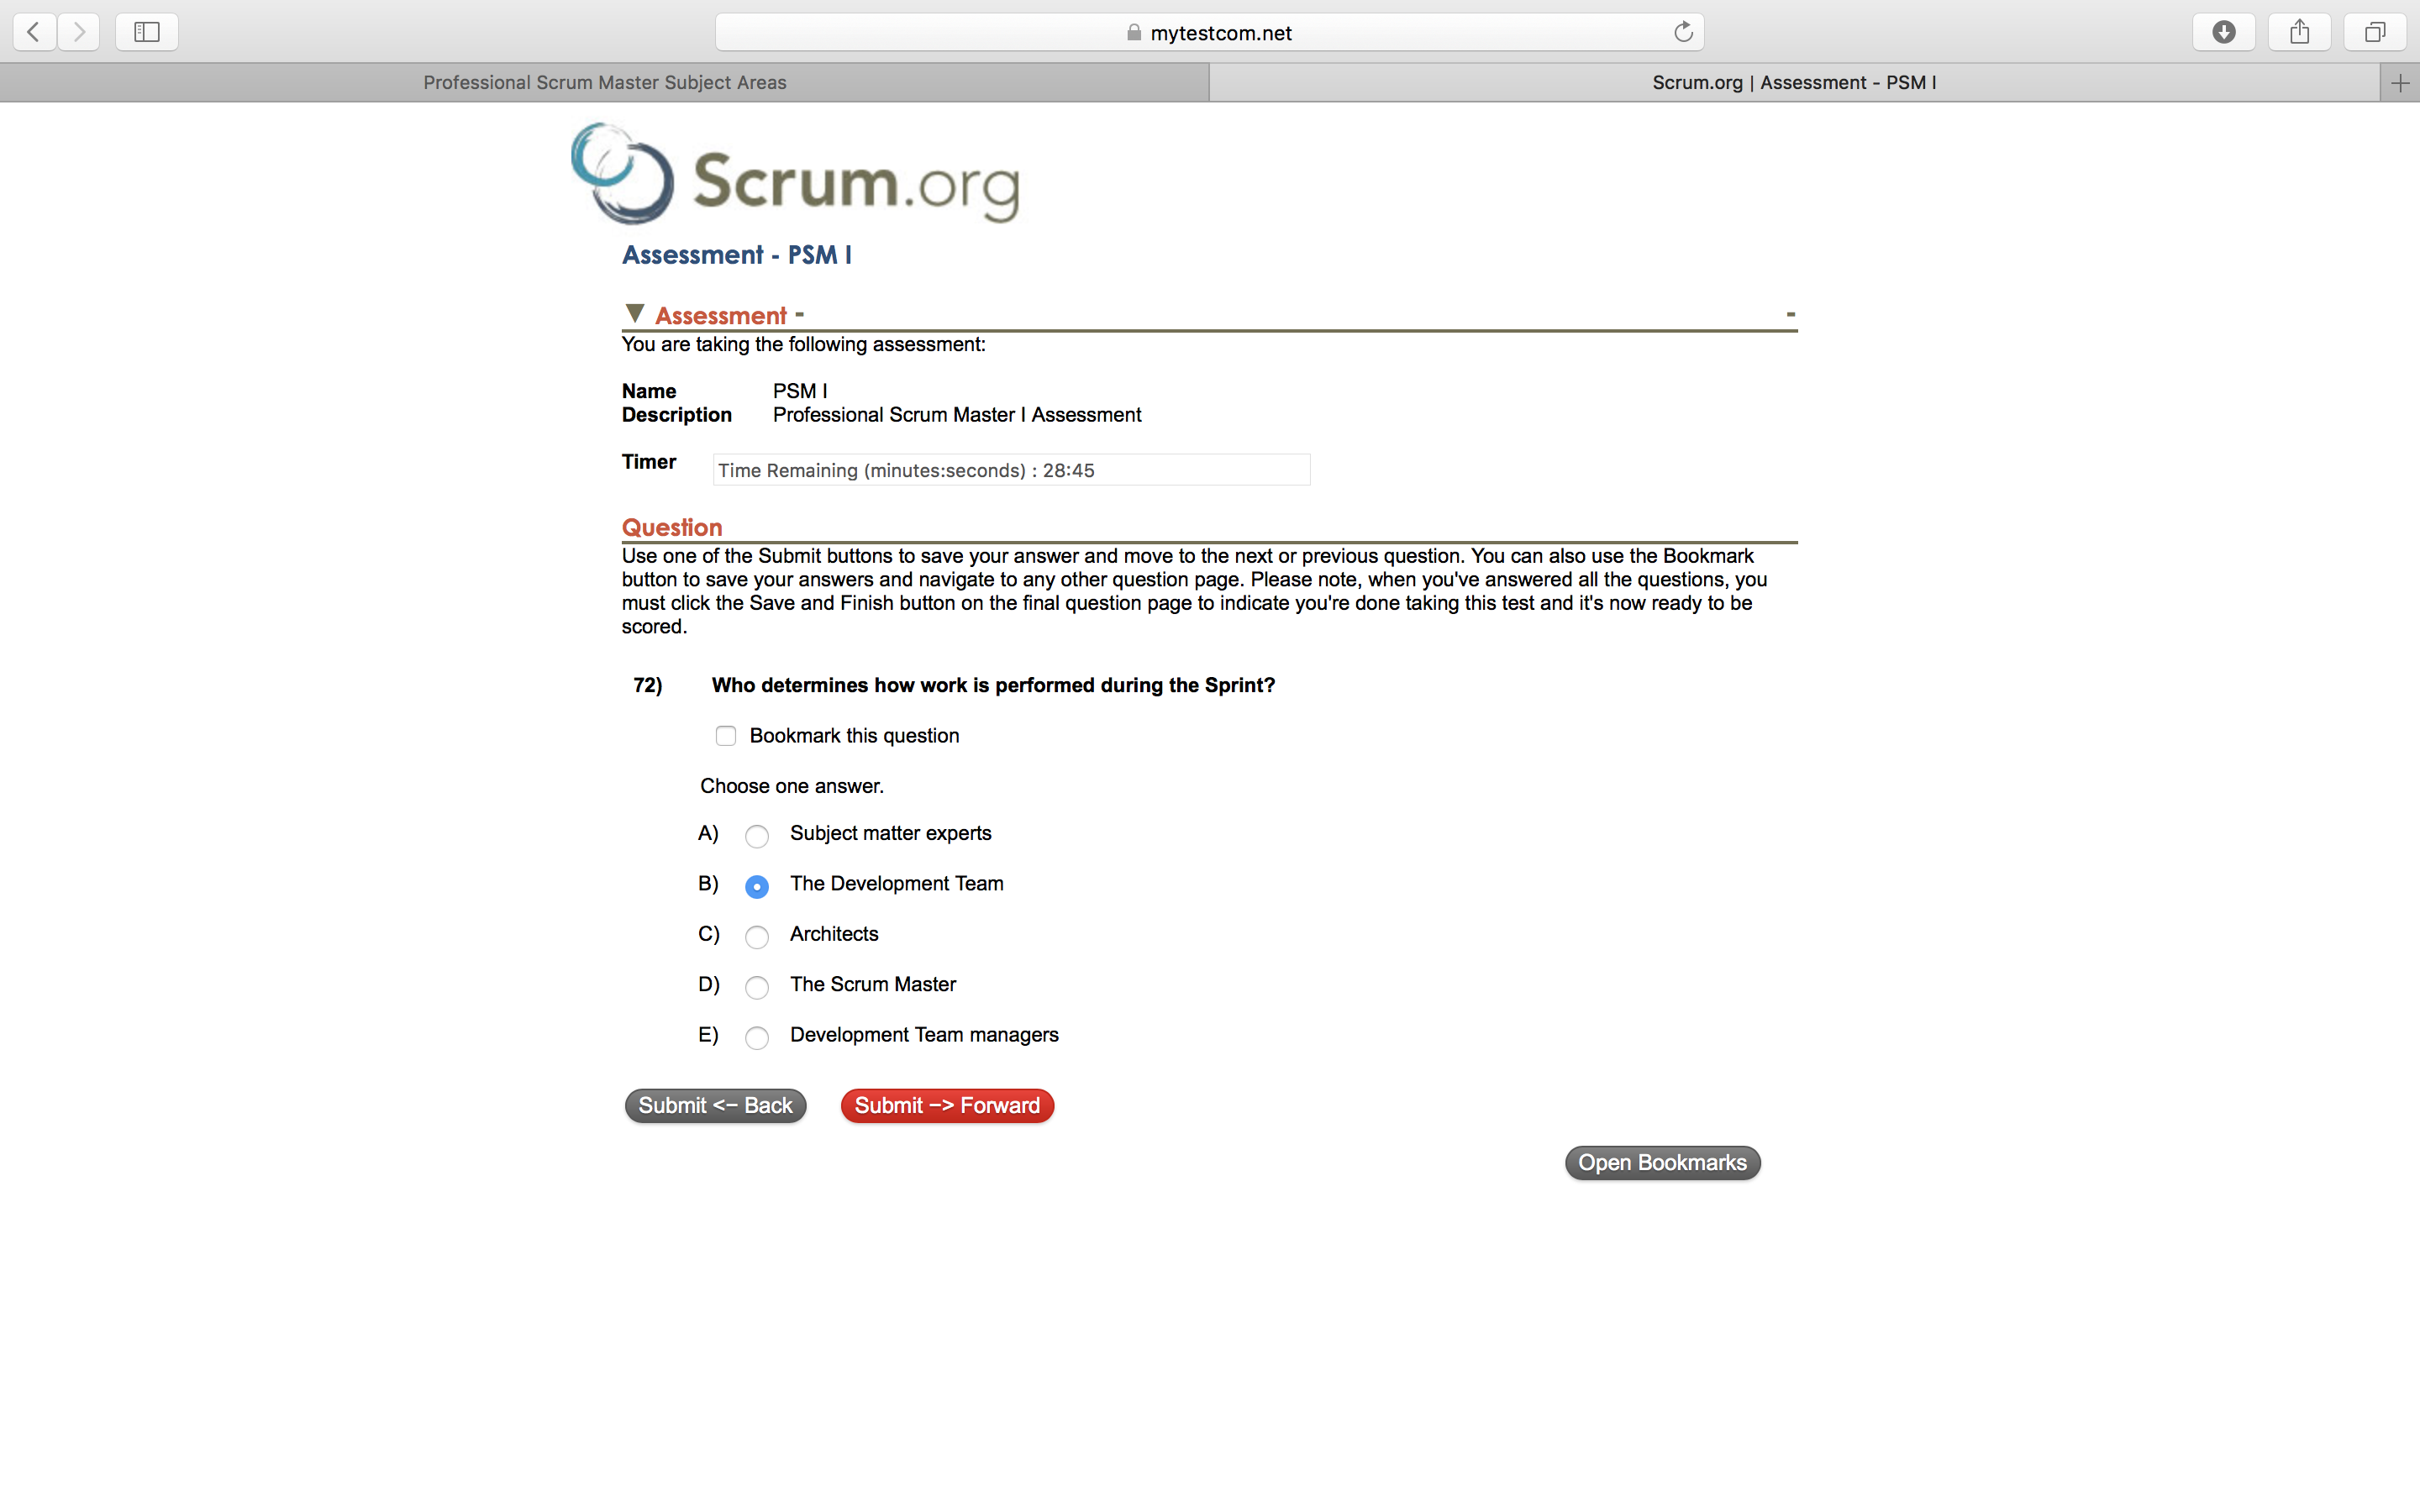 mytestcom.net
Professional Scrum Master Subject Areas
Scrum.org | Assessment - PSM I
Scrum.org
Assessment - PSM I
Assessment -
-
You are taking the following assessment:
Name PSM I
Description Professional Scrum Master I Assessment
Timer Time Remaining (minutes:seconds) : 28:45
Question
Use one of the Submit buttons to save your answer and move to the next or previous question. You can also use the Bookmark
button to save your answers and navigate to any other question page. Please note, when you've answered all the questions, you
must click the Save and Finish button on the final question page to indicate you're done taking this test and it's now ready to be
scored.
72) Who determines how work is performed during the Sprint?
Bookmark this question
Choose one answer.
A) Subject matter experts
B) The Development Team
C) Architects
D) The Scrum Master
E) Development Team managers
Submit <- Back Submit -> Forward
Open Bookmarks